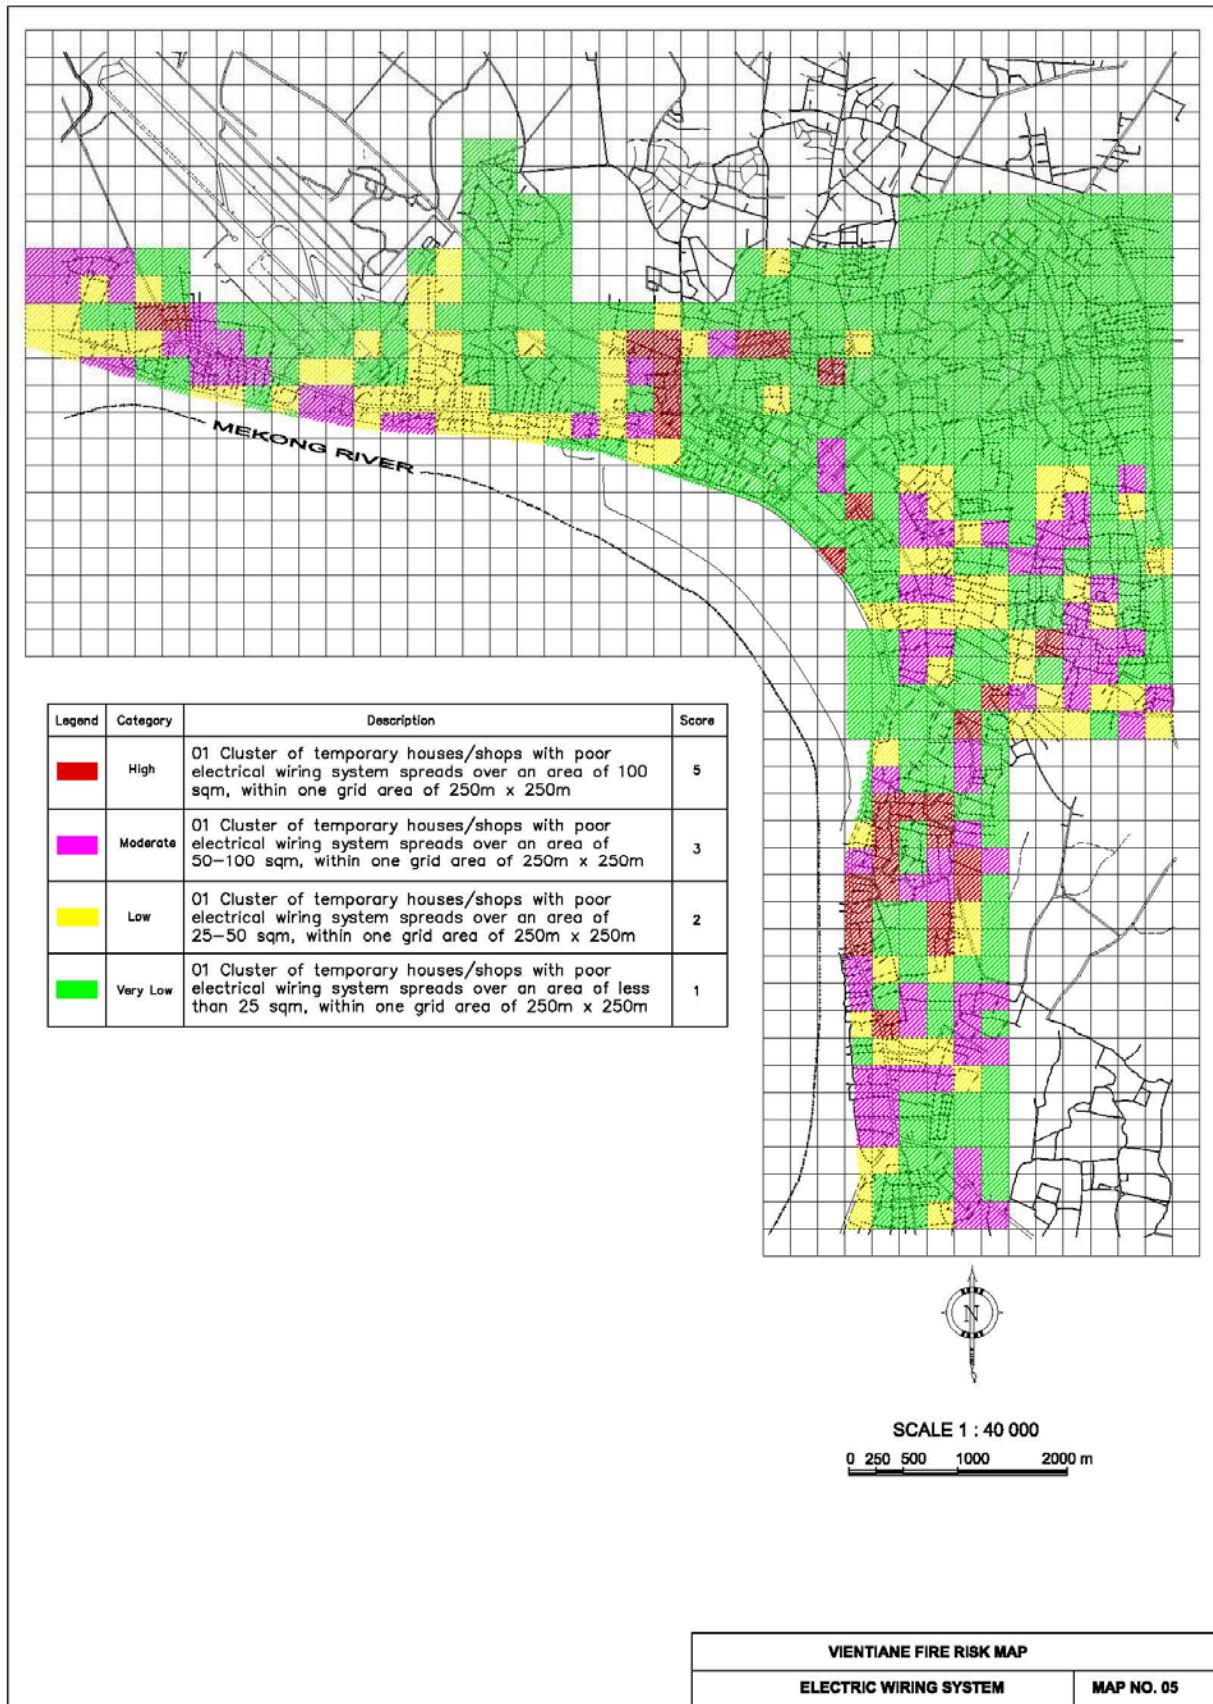 MEKONG RIVER
Legend Category Description Score
High 01 Cluster of temporary houses/shops with poor
electrical wiring system spreads over an area of 100
sqm, within one grid area of 250m x 250m 5
Moderate 01 Cluster of temporary houses/shops with poor
electrical wiring system spreads over an area of
50-100 sqm, within one grid area of 250m x 250m 3
Low 01 Cluster of temporary houses/shops with poor
electrical wiring system spreads over an area of
25-50 sqm, within one grid area of 250m x 250m 2
Very Low 01 Cluster of temporary houses/shops with poor
electrical wiring system spreads over an area of less
than 25 sqm, within one grid area of 250m x 250m 1
N
SCALE 1 : 40 000
0 250 500 1000 2000 m
VIENTIANE FIRE RISK MAP
ELECTRIC WIRING SYSTEM MAP NO. 05